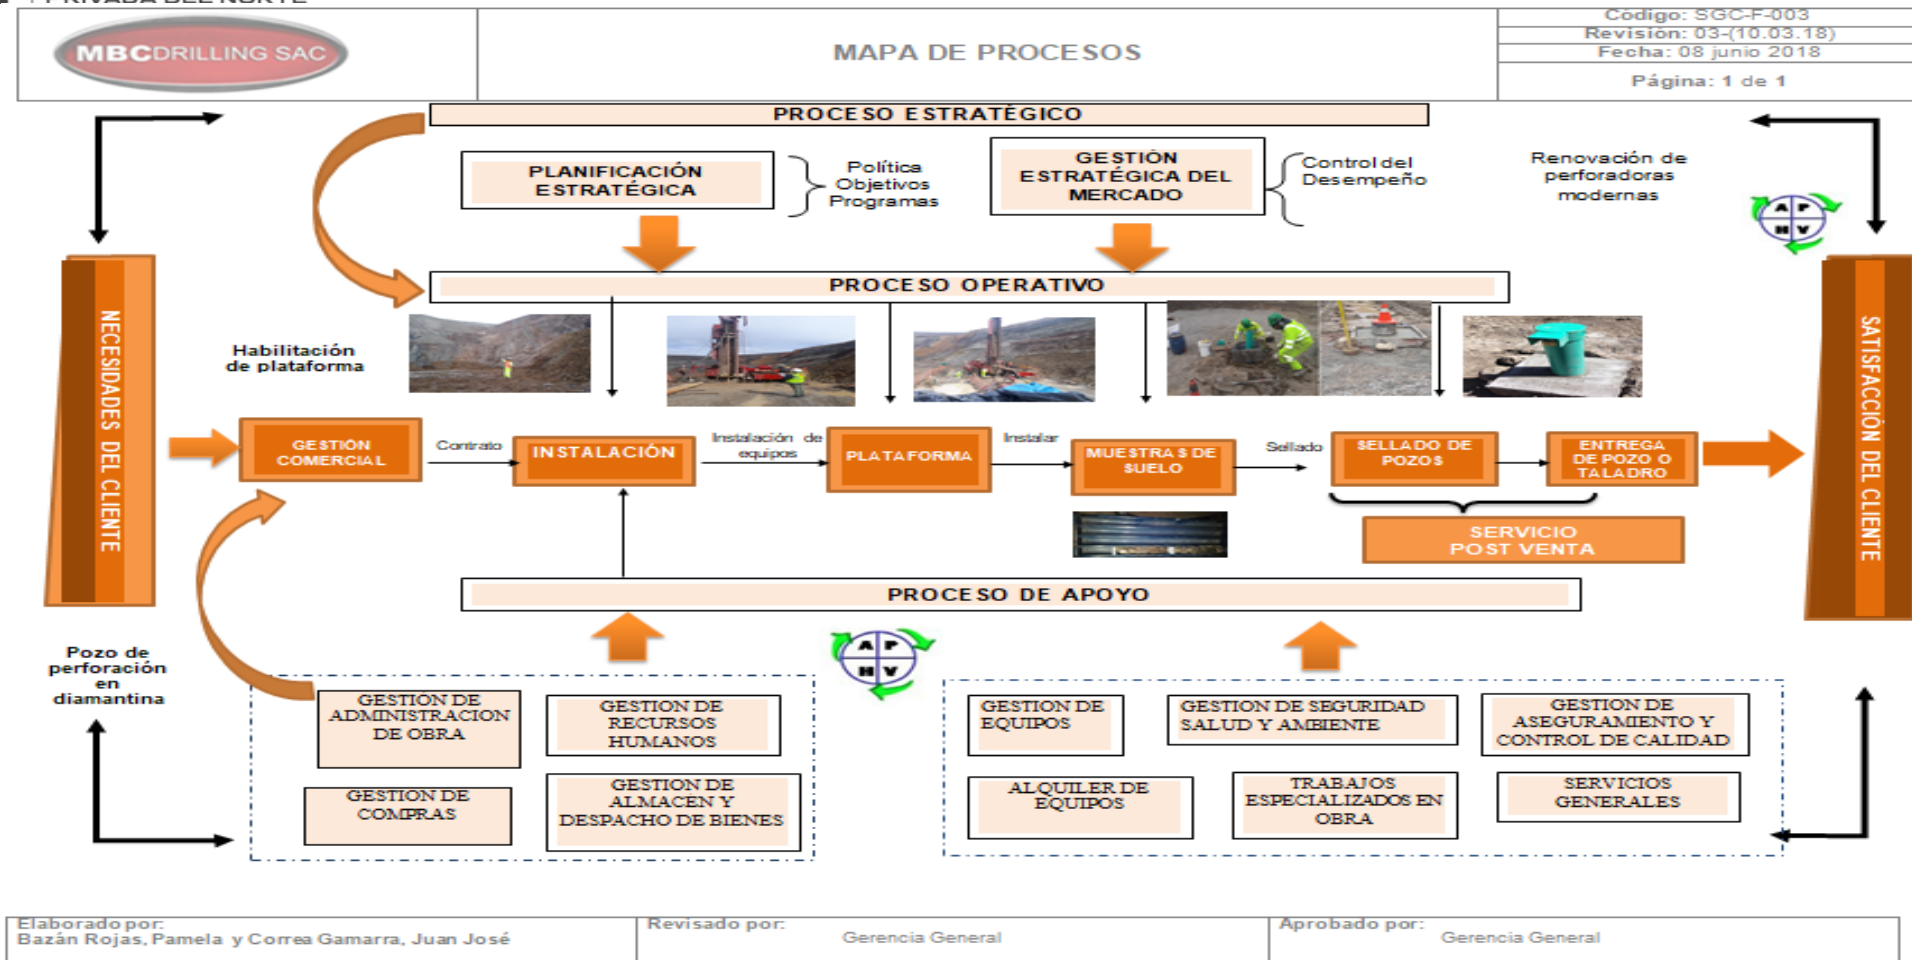 PRIVADA DEL NORTE
MBCDRILLING SAC
MAPA DE PROCESOS
Código: SGC-F-003
Revisión: 03-(10.03.18)
Fecha: 08 junio 2018
Página: 1 de 1
PROCESO ESTRATÉGICO
PLANIFICACIÓN
ESTRATÉGICA
Política
Objetivos
Programas
GESTIÓN
ESTRATÉGICA DEL
MERCADO
Control del
Desempeño
Renovación de
perforadoras
modernas
A P
H V
PROCESO OPERATIVO
NECESIDADES DEL CLIENTE
Habilitación
de plataforma
GESTIÓN
COMERCIAL
Contrato
INSTALACIÓN
Instalación de
equipos
PLATAFORMA
Instalar
MUESTRAS DE
SUELO
Sellado
SELLADO DE
POZOS
ENTREGA
DE POZO O
TALADRO
SERVICIO
POST VENTA
SATISFACCIÓN DEL CLIENTE
PROCESO DE APOYO
Pozo de
perforación
en
diamantina
A P
H V
GESTION DE
ADMINISTRACION
DE OBRA
GESTION DE
RECURSOS
HUMANOS
GESTION DE
COMPRAS
GESTION DE
ALMACEN Y
DESPACHO DE BIENES
GESTION DE
EQUIPOS
GESTION DE SEGURIDAD
SALUD Y AMBIENTE
GESTION DE
ASEGURAMIENTO Y
CONTROL DE CALIDAD
ALQUILER DE
EQUIPOS
TRABAJOS
ESPECIALIZADOS EN
OBRA
SERVICIOS
GENERALES
Elaborado por:
Bazán Rojas, Pamela y Correa Gamarra, Juan José
Revisado por:
Gerencia General
Aprobado por:
Gerencia General